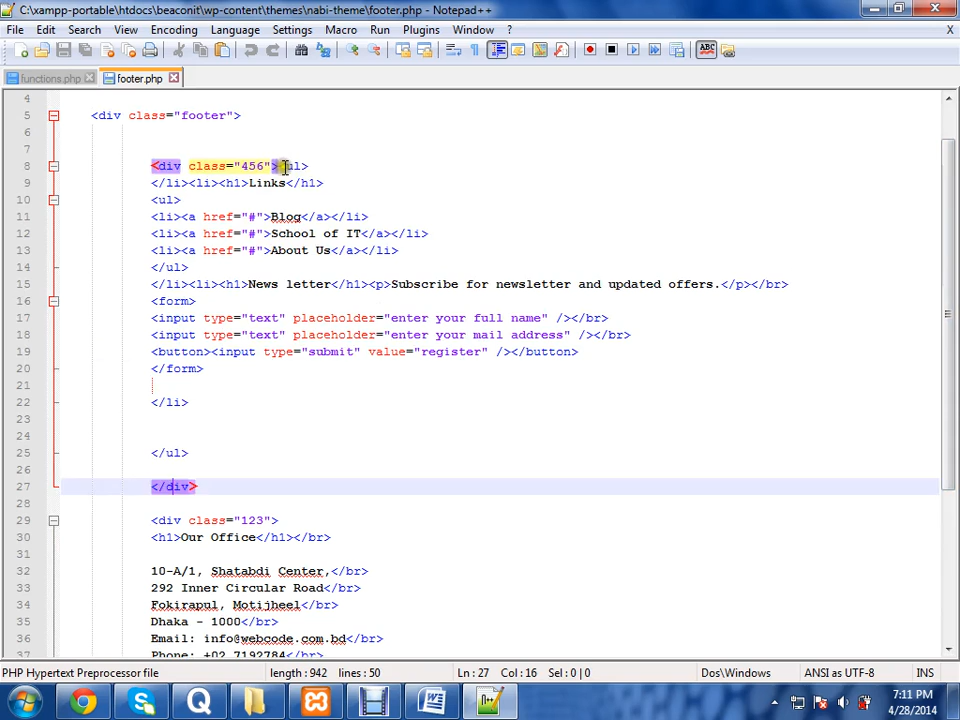 C:\xampp-portable\htdocs\beaconit\wp-content\themes\nabi-theme\footer.php - Notepad++
File Edit Search View Encoding Language Settings Macro Run Plugins Window ? X
functions.php footer.php
4
5 <div class="footer">
6
7
8 <div class="456"><ul>
9 </li><li><h1>Links</h1>
10 <ul>
11 <li><a href="#">Blog</a></li>
12 <li><a href="#">School of IT</a></li>
13 <li><a href="#">About Us</a></li>
14 </ul>
15 </li><li><h1>News letter</h1><p>Subscribe for newsletter and updated offers.</p></br>
16 <form>
17 <input type="text" placeholder="enter your full name" /></br>
18 <input type="text" placeholder="enter your mail address" /></br>
19 <button><input type="submit" value="register" /></button>
20 </form>
21
22 </li>
23
24
25 </ul>
26
27 </div>
28
29 <div class="123">
30 <h1>Our Office</h1></br>
31
32 10-A/1, Shatabdi Center,</br>
33 292 Inner Circular Road</br>
34 Fokirapul, Motijheel</br>
35 Dhaka - 1000</br>
36 Email: info@webcode.com.bd</br>
37 Phone: +02 7192784</br>
PHP Hypertext Preprocessor file length : 942 lines : 50 Ln : 27 Col : 16 Sel : 0 | 0 Dos\Windows ANSI as UTF-8 INS
7:11 PM
4/28/2014